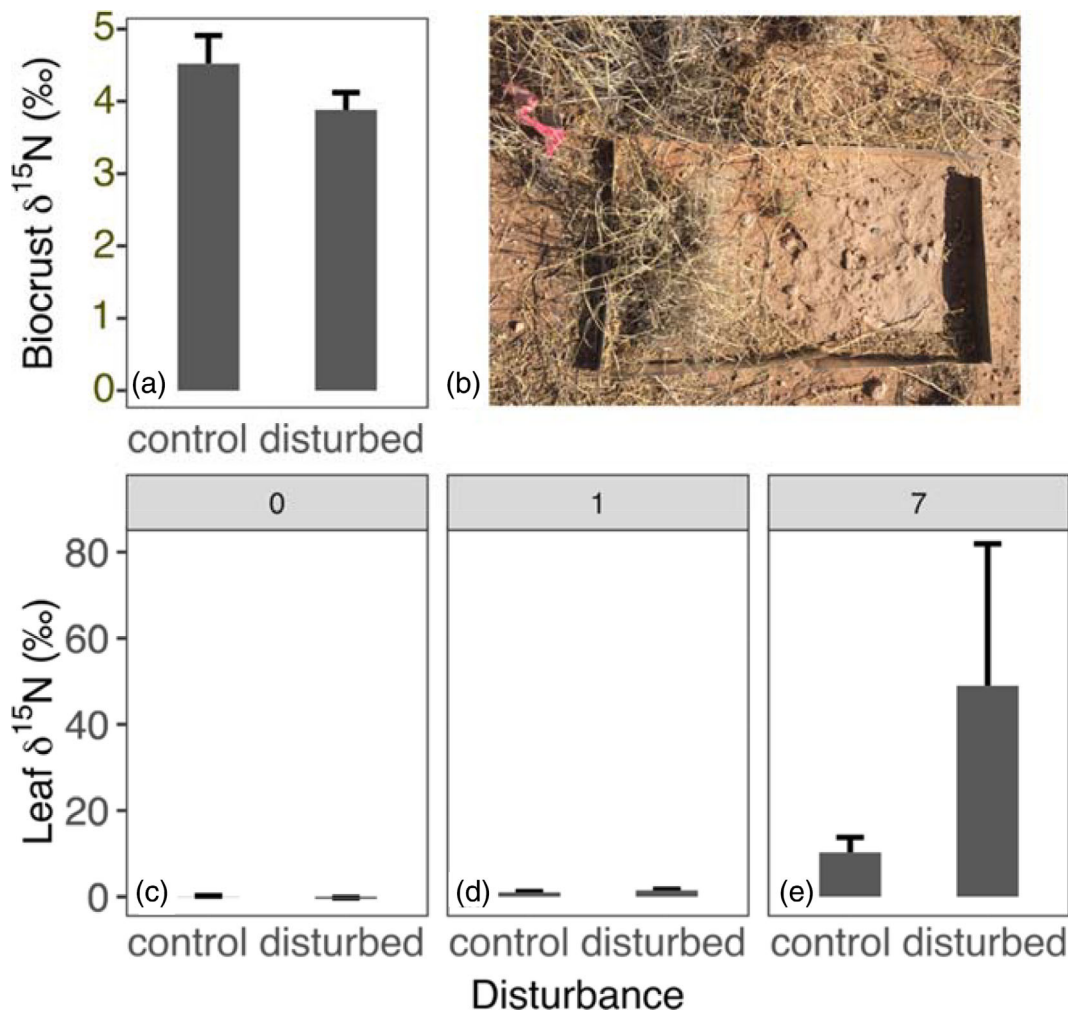 5
4
3
2
1
0
Biocrust δ¹⁵N (‰)
(a)
control disturbed
(b)
0
1
7
80
60
40
20
0
Leaf δ¹⁵N (‰)
(c)
(d)
(e)
control disturbed
control disturbed
control disturbed
Disturbance